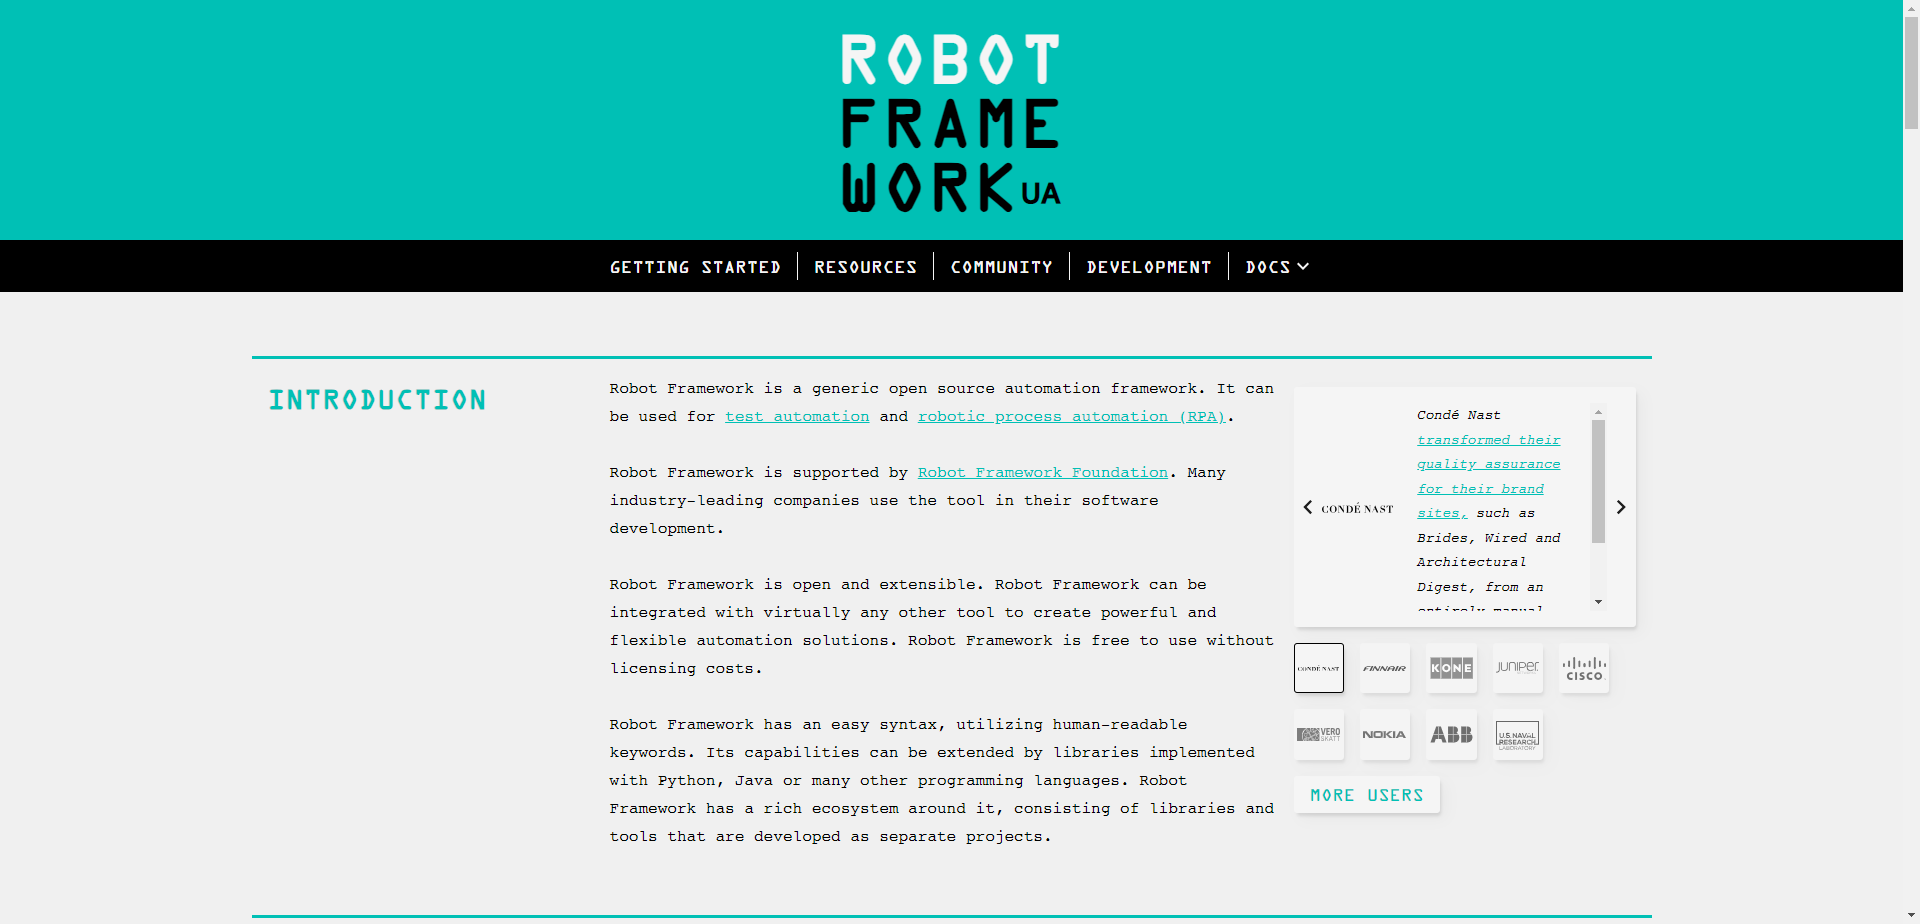 ROBOT
FRAME
WORK UA
GETTING STARTED
RESOURCES
COMMUNITY
DEVELOPMENT
DOCS
INTRODUCTION
Robot Framework is a generic open source automation framework. It can
be used for test automation and robotic process automation (RPA).
Robot Framework is supported by Robot Framework Foundation. Many
industry-leading companies use the tool in their software
development.
Robot Framework is open and extensible. Robot Framework can be
integrated with virtually any other tool to create powerful and
flexible automation solutions. Robot Framework is free to use without
licensing costs.
Robot Framework has an easy syntax, utilizing human-readable
keywords. Its capabilities can be extended by libraries implemented
with Python, Java or many other programming languages. Robot
Framework has a rich ecosystem around it, consisting of libraries and
tools that are developed as separate projects.
CONDÉ NAST
Condé Nast
transformed their
quality assurance
for their brand
sites, such as
Brides, Wired and
Architectural
Digest, from an
entirely manual
CONDÉ NAST
FINNAIR
KONE
JUNIPER
CISCO
VERO
SKATT
NOKIA
ABB
U.S. NAVAL
RESEARCH
LABORATORY
MORE USERS